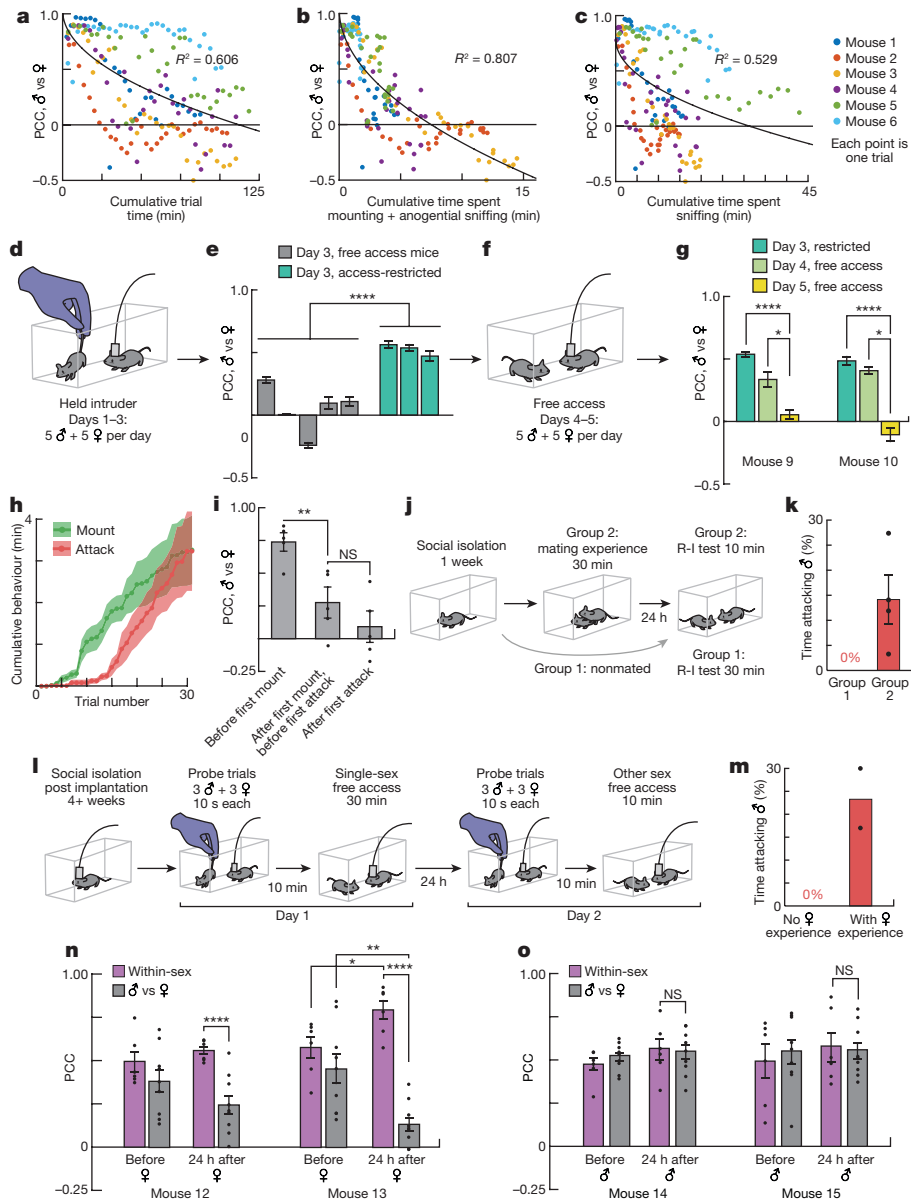 a
PCC, ♂ vs ♀
1.0
0
−0.5
R² = 0.606
0
125
Cumulative trial
time (min)
b
PCC, ♂ vs ♀
1.0
0
−0.5
R² = 0.807
0
15
Cumulative time spent
mounting + anogential sniffing (min)
c
PCC, ♂ vs ♀
1.0
0
−0.5
R² = 0.529
0
45
Cumulative time spent
sniffing (min)
Mouse 1
Mouse 2
Mouse 3
Mouse 4
Mouse 5
Mouse 6
Each point is
one trial
d
Held intruder
Days 1–3:
5 ♂ + 5 ♀ per day
e
Day 3, free access mice
Day 3, access-restricted
PCC, ♂ vs ♀
1.0
0
−0.5
****
f
Free access
Days 4–5:
5 ♂ + 5 ♀ per day
g
Day 3, restricted
Day 4, free access
Day 5, free access
PCC, ♂ vs ♀
1.0
0
−0.5
****
*
****
*
Mouse 9
Mouse 10
h
Cumulative behaviour (min)
4
Mount
Attack
0
30
Trial number
i
PCC, ♂ vs ♀
1.00
−0.25
**
NS
Before first mount
After first mount,
before first attack
After first attack
j
Social isolation
1 week
Group 2:
mating experience
30 min
Group 2:
R-I test 10 min
24 h
Group 1: nonmated
Group 1:
R-I test 30 min
k
Time attacking ♂ (%)
30
0
0%
Group
1
Group
2
l
Social isolation
post implantation
4+ weeks
Probe trials
3 ♂ + 3 ♀
10 s each
10 min
Single-sex
free access
30 min
24 h
Probe trials
3 ♂ + 3 ♀
10 s each
10 min
Other sex
free access
10 min
Day 1
Day 2
m
Time attacking ♂ (%)
30
0
0%
No ♀
experience
With ♀
experience
n
Within-sex
♂ vs ♀
PCC
1.00
0
−0.25
****
*
**
****
Before
♀
24 h after
♀
Before
♀
24 h after
♀
Mouse 12
Mouse 13
o
Within-sex
♂ vs ♀
PCC
1.00
0
−0.25
NS
NS
Before
♂
24 h after
♂
Before
♂
24 h after
♂
Mouse 14
Mouse 15